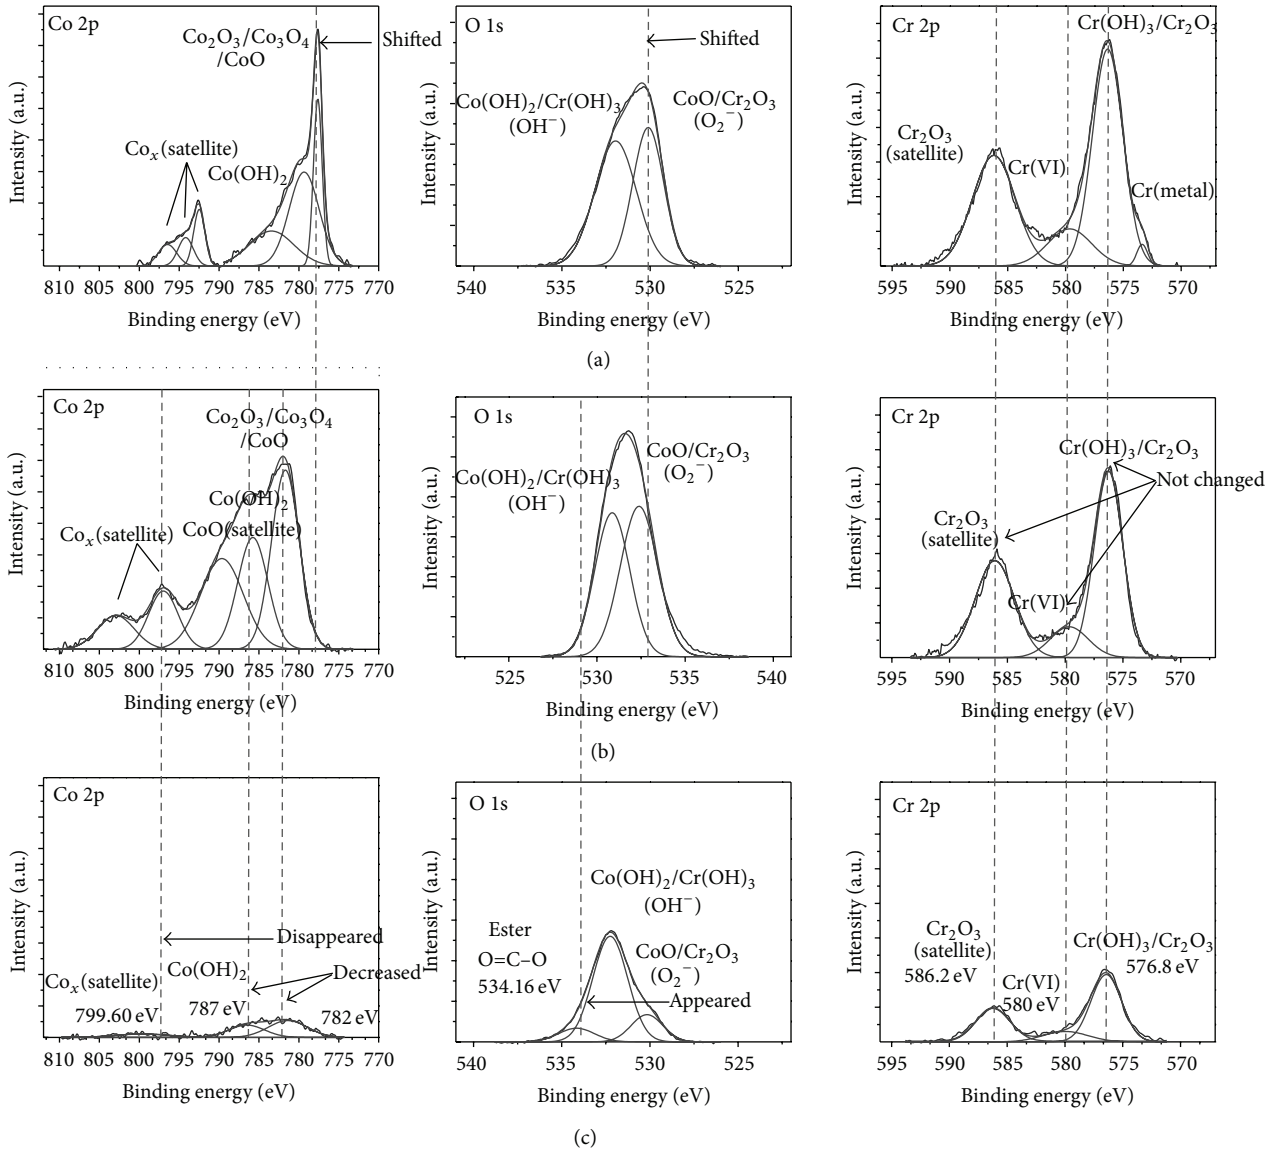 Co 2p
Co₂O₃/Co₃O₄
/CoO
Shifted
Coₓ(satellite)
Co(OH)₂
Intensity (a.u.)
810 805 795 790 785 780 775 770
Binding energy (eV)
O 1s
Shifted
Co(OH)₂/Cr(OH)₃
(OH⁻)
CoO/Cr₂O₃
(O₂⁻)
Intensity (a.u.)
540 535 530 525
Binding energy (eV)
Cr 2p
Cr(OH)₃/Cr₂O₃
Cr₂O₃
(satellite)
Cr(VI)
Cr(metal)
Intensity (a.u.)
595 590 585 580 575 570
Binding energy (eV)
(a)
Co 2p
Co₂O₃/Co₃O₄
/CoO
Co(OH)₂
CoO(satellite)
Coₓ(satellite)
Intensity (a.u.)
810 805 795 790 785 780 775 770
Binding energy (eV)
O 1s
CoO/Cr₂O₃
(O₂⁻)
Co(OH)₂/Cr(OH)₃
(OH⁻)
Intensity (a.u.)
525 530 535 540
Binding energy (eV)
Cr 2p
Cr(OH)₃/Cr₂O₃
Not changed
Cr₂O₃
(satellite)
Cr(VI)
Intensity (a.u.)
595 590 585 580 575 570
Binding energy (eV)
(b)
Co 2p
Disappeared
Co(OH)₂
Decreased
Coₓ(satellite)
787 eV
799.60 eV
782 eV
Intensity (a.u.)
810 805 800 795 790 785 780 775 770
Binding energy (eV)
O 1s
Co(OH)₂/Cr(OH)₃
(OH⁻)
Ester
O=C–O
534.16 eV
CoO/Cr₂O₃
(O₂⁻)
Appeared
Intensity (a.u.)
540 535 530 525
Binding energy (eV)
Cr 2p
Cr₂O₃
(satellite)
586.2 eV
Cr(VI)
580 eV
Cr(OH)₃/Cr₂O₃
576.8 eV
Intensity (a.u.)
595 590 585 580 575 570
Binding energy (eV)
(c)